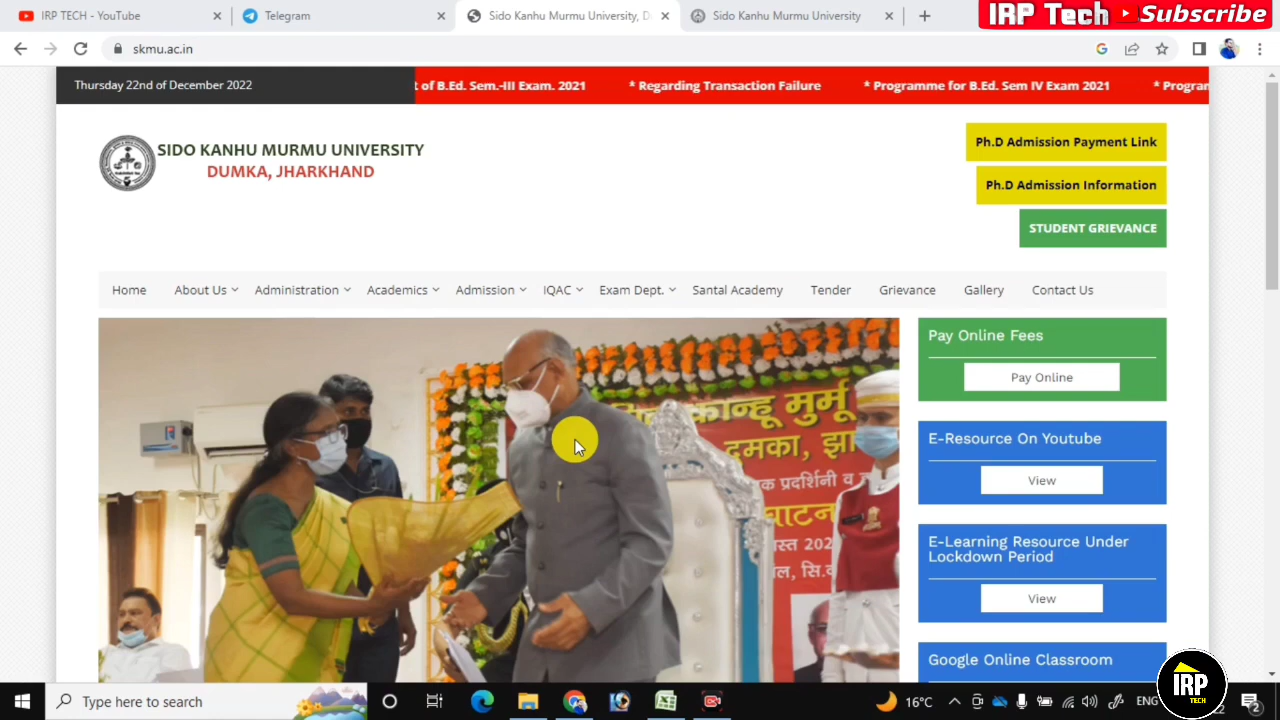 IRP TECH - YouTube
Telegram
Sido Kanhu Murmu University, D
Sido Kanhu Murmu University
IRP Tech Subscribe
skmu.ac.in
Thursday 22nd of December 2022
t of B.Ed. Sem.-III Exam. 2021 * Regarding Transaction Failure * Programme for B.Ed. Sem IV Exam 2021 * Program
SIDO KANHU MURMU UNIVERSITY
DUMKA, JHARKHAND
Ph.D Admission Payment Link
Ph.D Admission Information
STUDENT GRIEVANCE
Home About Us Administration Academics Admission IQAC Exam Dept. Santal Academy Tender Grievance Gallery Contact Us
Pay Online Fees
Pay Online
E-Resource On Youtube
View
E-Learning Resource Under
Lockdown Period
View
Google Online Classroom
कान्हू मुर्मू
दुमका, झा
क प्रदर्शिनी व
घाटन
Type here to search
16°C
ENG
IRP
TECH
2